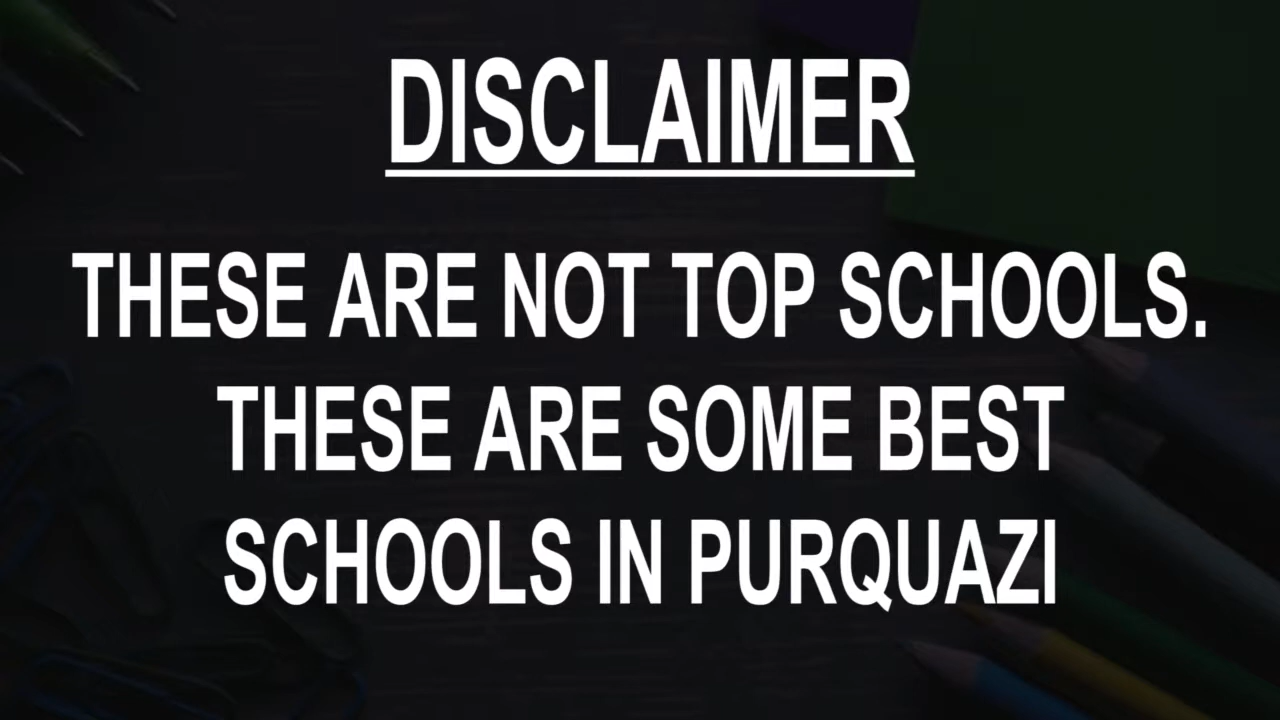 DISCLAIMER
THESE ARE NOT TOP SCHOOLS.
THESE ARE SOME BEST
SCHOOLS IN PURQUAZI